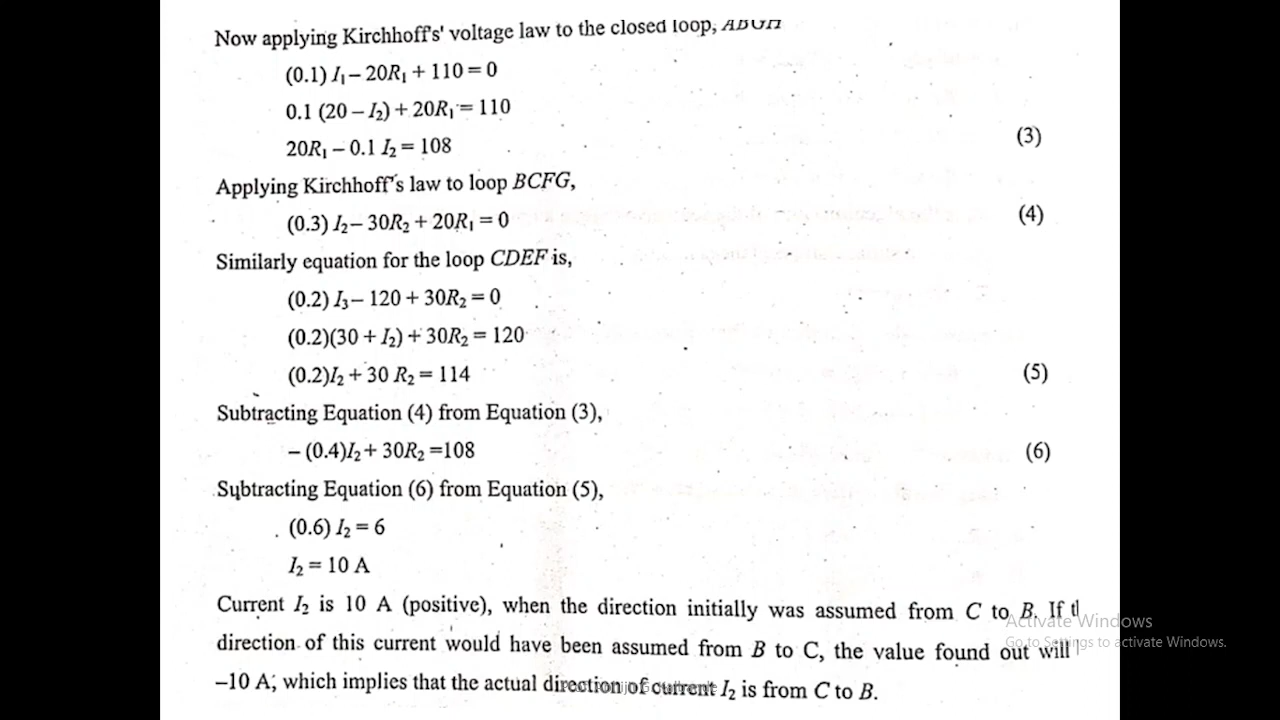 Now applying Kirchhoff's' voltage law to the closed loop, ABGH
(0.1) I₁ – 20R₁ + 110 = 0
0.1 (20 – I₂) + 20R₁ = 110
20R₁ – 0.1 I₂ = 108 (3)
Applying Kirchhoff's law to loop BCFG,
(0.3) I₂ – 30R₂ + 20R₁ = 0 (4)
Similarly equation for the loop CDEF is,
(0.2) I₃ – 120 + 30R₂ = 0
(0.2)(30 + I₂) + 30R₂ = 120
(0.2)I₂ + 30 R₂ = 114 (5)
Subtracting Equation (4) from Equation (3),
– (0.4)I₂ + 30R₂ =108 (6)
Subtracting Equation (6) from Equation (5),
(0.6) I₂ = 6
I₂ = 10 A
Current I₂ is 10 A (positive), when the direction initially was assumed from C to B. If
direction of this current would have been assumed from B to C, the value found out will
–10 A, which implies that the actual direction of current I₂ is from C to B.
Activate Windows
Go to Settings to activate Windows.